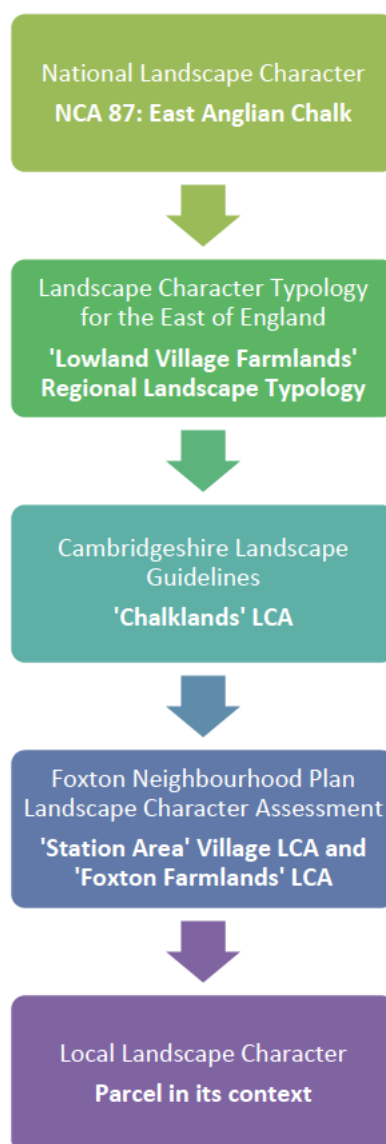 National Landscape Character
NCA 87: East Anglian Chalk
Landscape Character Typology
for the East of England
'Lowland Village Farmlands'
Regional Landscape Typology
Cambridgeshire Landscape
Guidelines
'Chalklands' LCA
Foxton Neighbourhood Plan
Landscape Character Assessment
'Station Area' Village LCA and
'Foxton Farmlands' LCA
Local Landscape Character
Parcel in its context